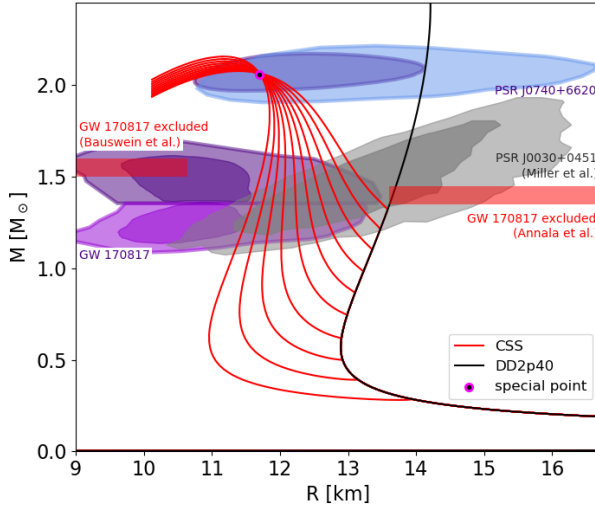 2.0
1.5
1.0
0.5
0.0
M [M⊙]
9
10
11
12
13
14
15
16
R [km]
PSR J0740+6620
GW 170817 excluded
(Bauswein et al.)
PSR J0030+0451
(Miller et al.)
GW 170817 excluded
(Annala et al.)
GW 170817
CSS
DD2p40
special point